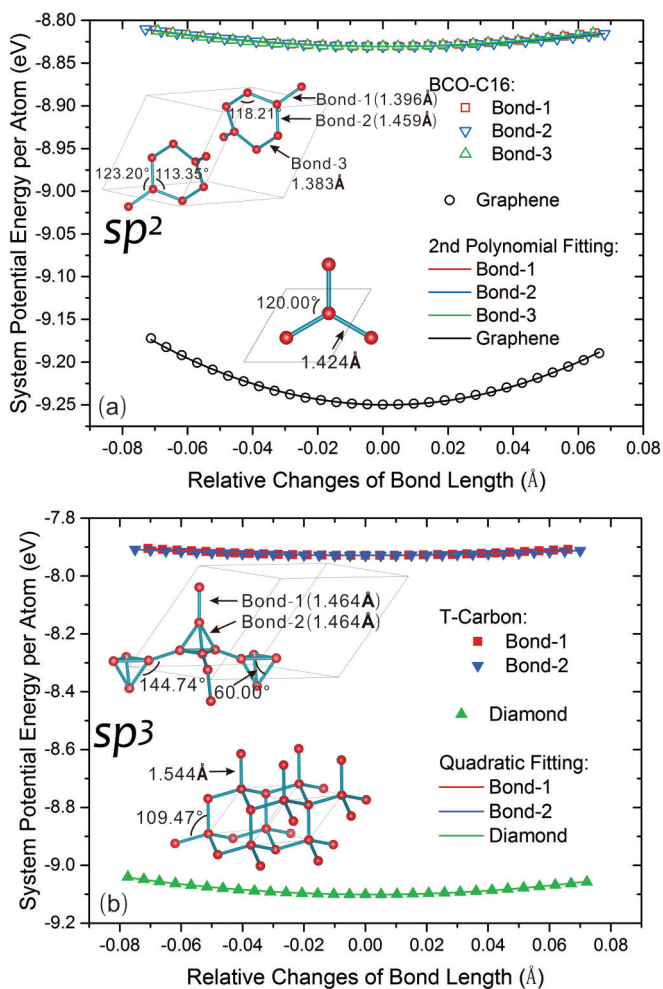 System Potential Energy per Atom (eV)
-8.80
-8.85
-8.90
-8.95
-9.00
-9.05
-9.10
-9.15
-9.20
-9.25
118.21°
Bond-1(1.396Å)
Bond-2(1.459Å)
Bond-3
1.383Å
123.20°
113.35°
sp2
BCO-C16:
Bond-1
Bond-2
Bond-3
Graphene
2nd Polynomial Fitting:
Bond-1
Bond-2
Bond-3
Graphene
120.00°
1.424Å
(a)
-0.08 -0.06 -0.04 -0.02 0.00 0.02 0.04 0.06 0.08
Relative Changes of Bond Length (Å)
System Potential Energy per Atom (eV)
-7.8
-8.0
-8.2
-8.4
-8.6
-8.8
-9.0
-9.2
Bond-1(1.464Å)
Bond-2(1.464Å)
144.74°
60.00°
sp3
T-Carbon:
Bond-1
Bond-2
Diamond
Quadratic Fitting:
Bond-1
Bond-2
Diamond
1.544Å
109.47°
(b)
-0.08 -0.06 -0.04 -0.02 0.00 0.02 0.04 0.06 0.08
Relative Changes of Bond Length (Å)